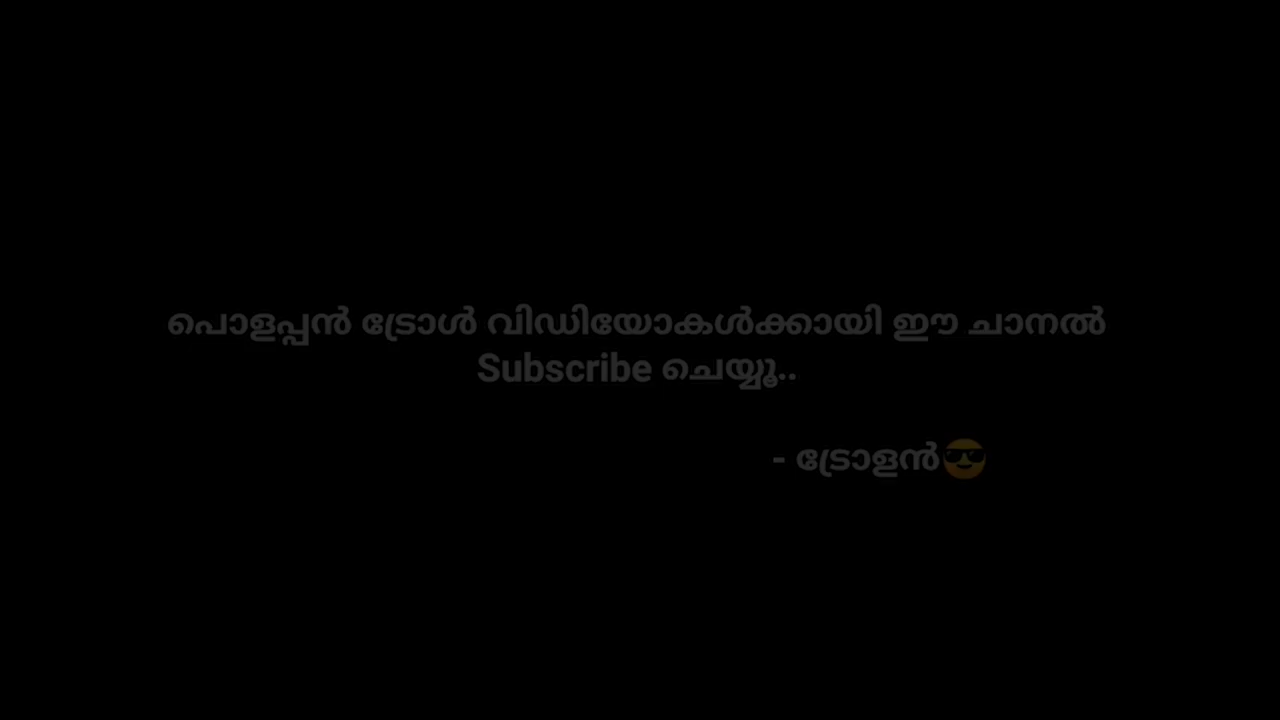 പൊളപ്പൻ ട്രോൾ വിഡിയോകൾക്കായി ഈ ചാനൽ
Subscribe ചെയ്യൂ..
- ട്രോളൻ😎